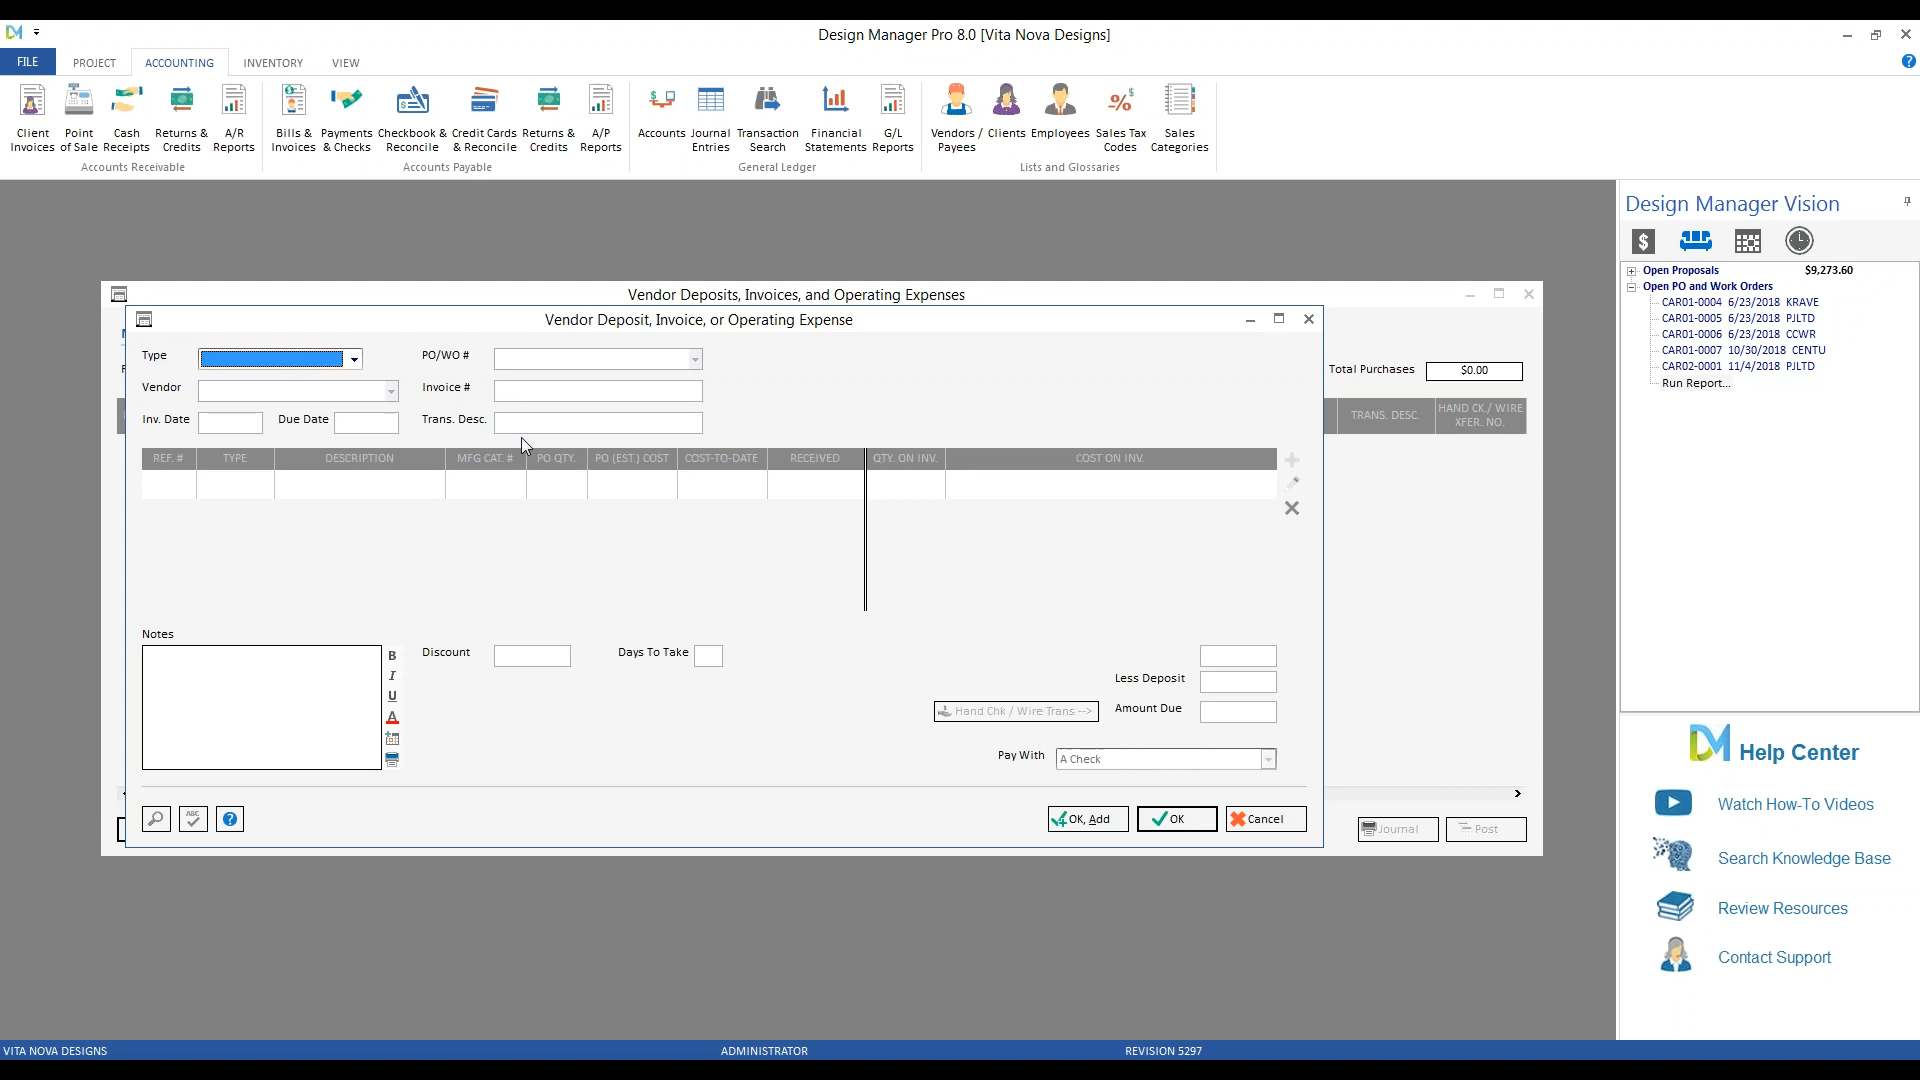 Design Manager Pro 8.0 [Vita Nova Designs]
FILE PROJECT ACCOUNTING INVENTORY VIEW
Client Invoices
Point of Sale
Cash Receipts
Returns & Credits
A/R Reports
Accounts Receivable
Bills & Invoices
Payments & Checks
Checkbook & Reconcile
Credit Cards & Reconcile
Returns & Credits
A/P Reports
Accounts Payable
Accounts
Journal Entries
Transaction Search
Financial Statements
G/L Reports
General Ledger
Vendors / Payees
Clients
Employees
Sales Tax Codes
Sales Categories
Lists and Glossaries
Vendor Deposits, Invoices, and Operating Expenses
Total Purchases $0.00
TRANS. DESC. HAND CK./ WIRE XFER. NO.
Journal Post
Vendor Deposit, Invoice, or Operating Expense
Type PO/WO #
Vendor Invoice #
Inv. Date Due Date Trans. Desc.
REF. # TYPE DESCRIPTION MFG CAT. # PO QTY. PO (EST.) COST COST-TO-DATE RECEIVED QTY. ON INV. COST ON INV.
Notes
B
I
U
A
Discount Days To Take
Less Deposit
Hand Chk / Wire Trans --> Amount Due
Pay With A Check
ABC
OK, Add OK Cancel
Design Manager Vision
Open Proposals $9,273.60
Open PO and Work Orders
CAR01-0004 6/23/2018 KRAVE
CAR01-0005 6/23/2018 PJLTD
CAR01-0006 6/23/2018 CCWR
CAR01-0007 10/30/2018 CENTU
CAR02-0001 11/4/2018 PJLTD
Run Report...
DM Help Center
Watch How-To Videos
Search Knowledge Base
Review Resources
Contact Support
VITA NOVA DESIGNS ADMINISTRATOR REVISION 5297